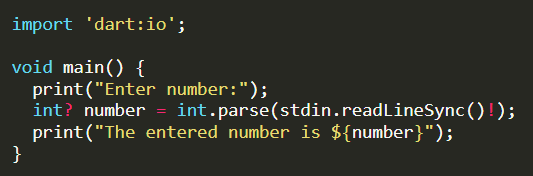 import 'dart:io';

void main() {
  print("Enter number:");
  int? number = int.parse(stdin.readLineSync()!);
  print("The entered number is ${number}");
}